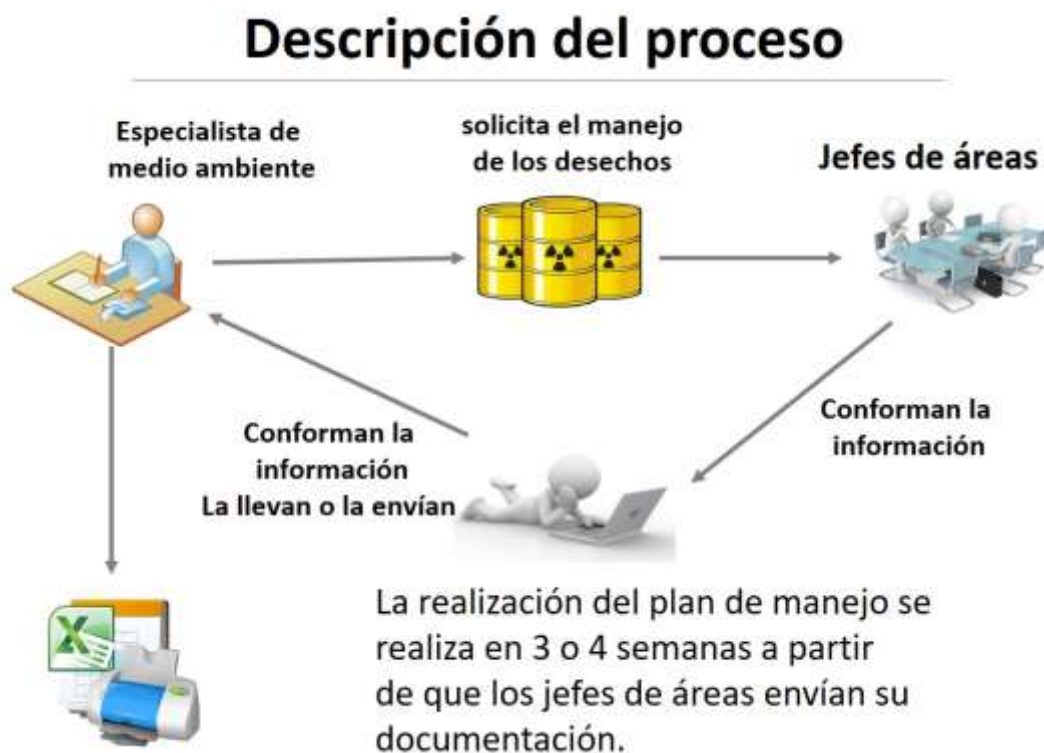 Descripción del proceso
Especialista de
medio ambiente
solicita el manejo
de los desechos
Jefes de áreas
Conforman la
información
Conforman la
información
La llevan o la envían
La realización del plan de manejo se
realiza en 3 o 4 semanas a partir
de que los jefes de áreas envían su
documentación.